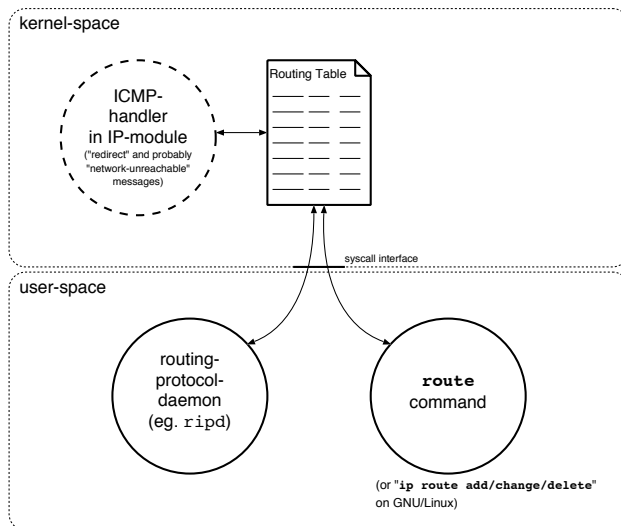 kernel-space
ICMP-
handler
in IP-module
("redirect" and probably
"network-unreachable"
messages)
Routing Table
syscall interface
user-space
routing-
protocol-
daemon
(eg. ripd)
route
command
(or "ip route add/change/delete"
on GNU/Linux)